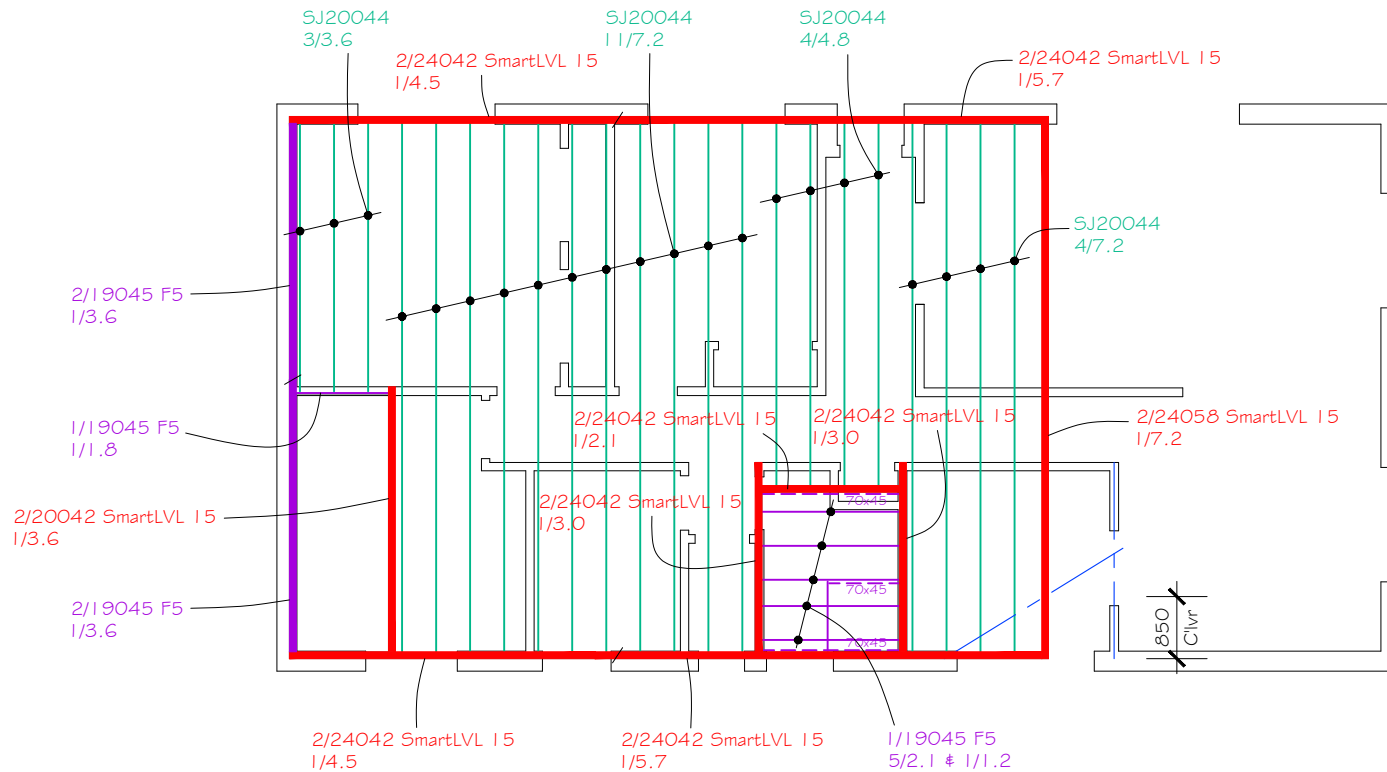 SJ20044
3/3.6
SJ20044
11/7.2
SJ20044
4/4.8
2/24042 SmartLVL 15
1/4.5
2/24042 SmartLVL 15
1/5.7
SJ20044
4/7.2
2/19045 F5
1/3.6
1/19045 F5
1/1.8
2/24042 SmartLVL 15
1/2.1
2/24042 SmartLVL 15
1/3.0
2/24058 SmartLVL 15
1/7.2
2/20042 SmartLVL 15
1/3.6
2/24042 SmartLVL 15
1/3.0
70x45
70x45
70x45
2/19045 F5
1/3.6
850
Clvr
2/24042 SmartLVL 15
1/4.5
2/24042 SmartLVL 15
1/5.7
1/19045 F5
5/2.1 & 1/1.2